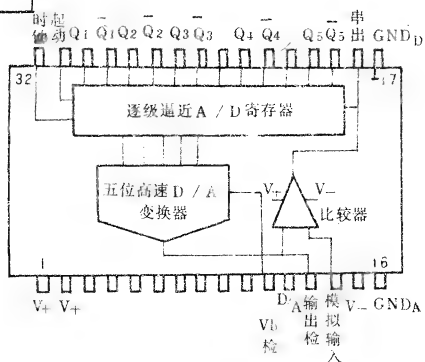 时钟 起动 Q1 Q̅1 Q2 Q̅2 Q3 Q̅3 Q4 Q̅4 Q5 Q̅5 串出 GND_D
32 17
逐级逼近A/D寄存器
五位高速D/A
变换器
V+ V-
比较器
1 16
V+ V+ Vb检 D_A 输出检 模拟输入 V- GND_A